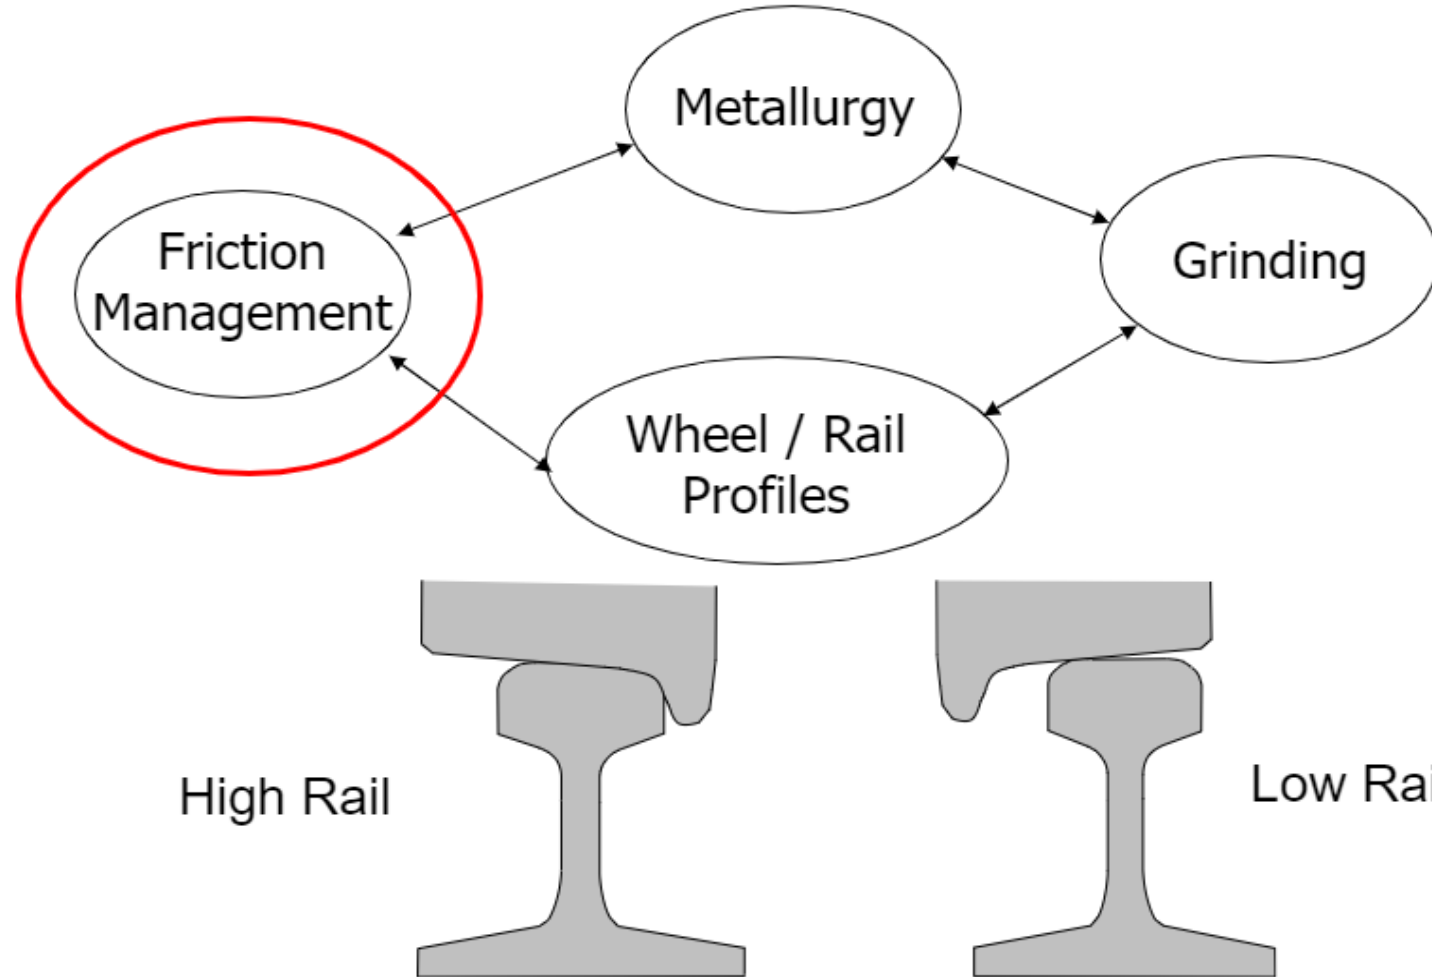 Metallurgy
Friction
Management
Grinding
Wheel / Rail
Profiles
High Rail
Low Rai